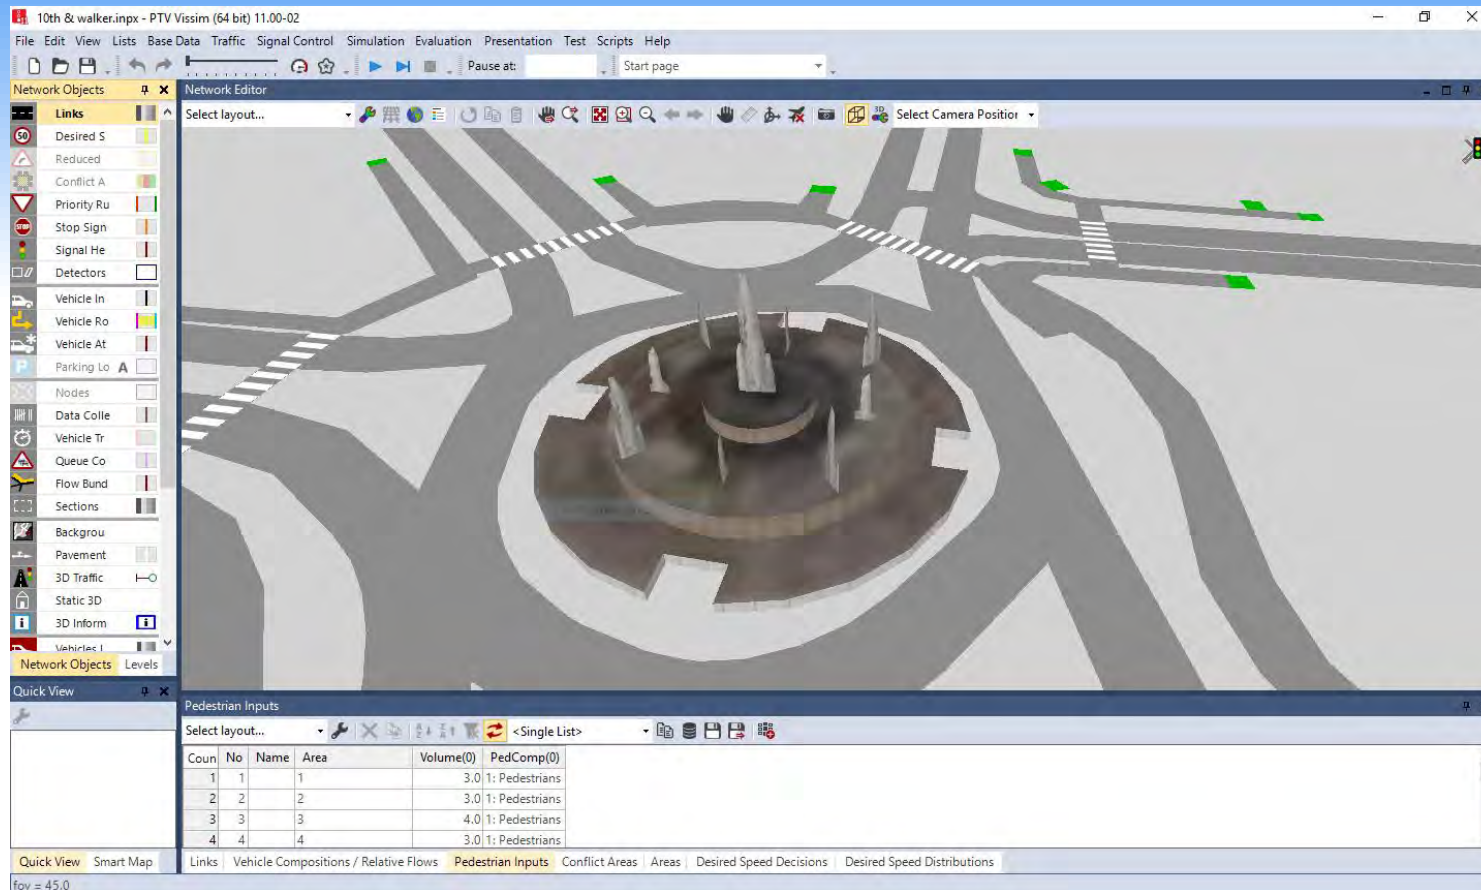 10th & walker.inpx - PTV Vissim (64 bit) 11.00-02
File Edit View Lists Base Data Traffic Signal Control Simulation Evaluation Presentation Test Scripts Help
Pause at: Start page
Network Objects
Network Editor
Links
Select layout... 3D Select Camera Position
50 Desired S
Reduced
Conflict A
Priority Ru
STOP Stop Sign
Signal He
Detectors
Vehicle In
Vehicle Ro
Vehicle At
P Parking Lo A
Nodes
Data Colle
Vehicle Tr
Queue Co
Flow Bund
Sections
Backgrou
Pavement
3D Traffic
Static 3D
i 3D Inform i
Vehicles I
Network Objects Levels
Quick View
Pedestrian Inputs
Select layout... <Single List>
Coun No Name Area Volume(0) PedComp(0)
1 1 1 3.0 1: Pedestrians
2 2 2 3.0 1: Pedestrians
3 3 3 4.0 1: Pedestrians
4 4 4 3.0 1: Pedestrians
Quick View Smart Map Links Vehicle Compositions / Relative Flows Pedestrian Inputs Conflict Areas Areas Desired Speed Decisions Desired Speed Distributions
fov = 45.0